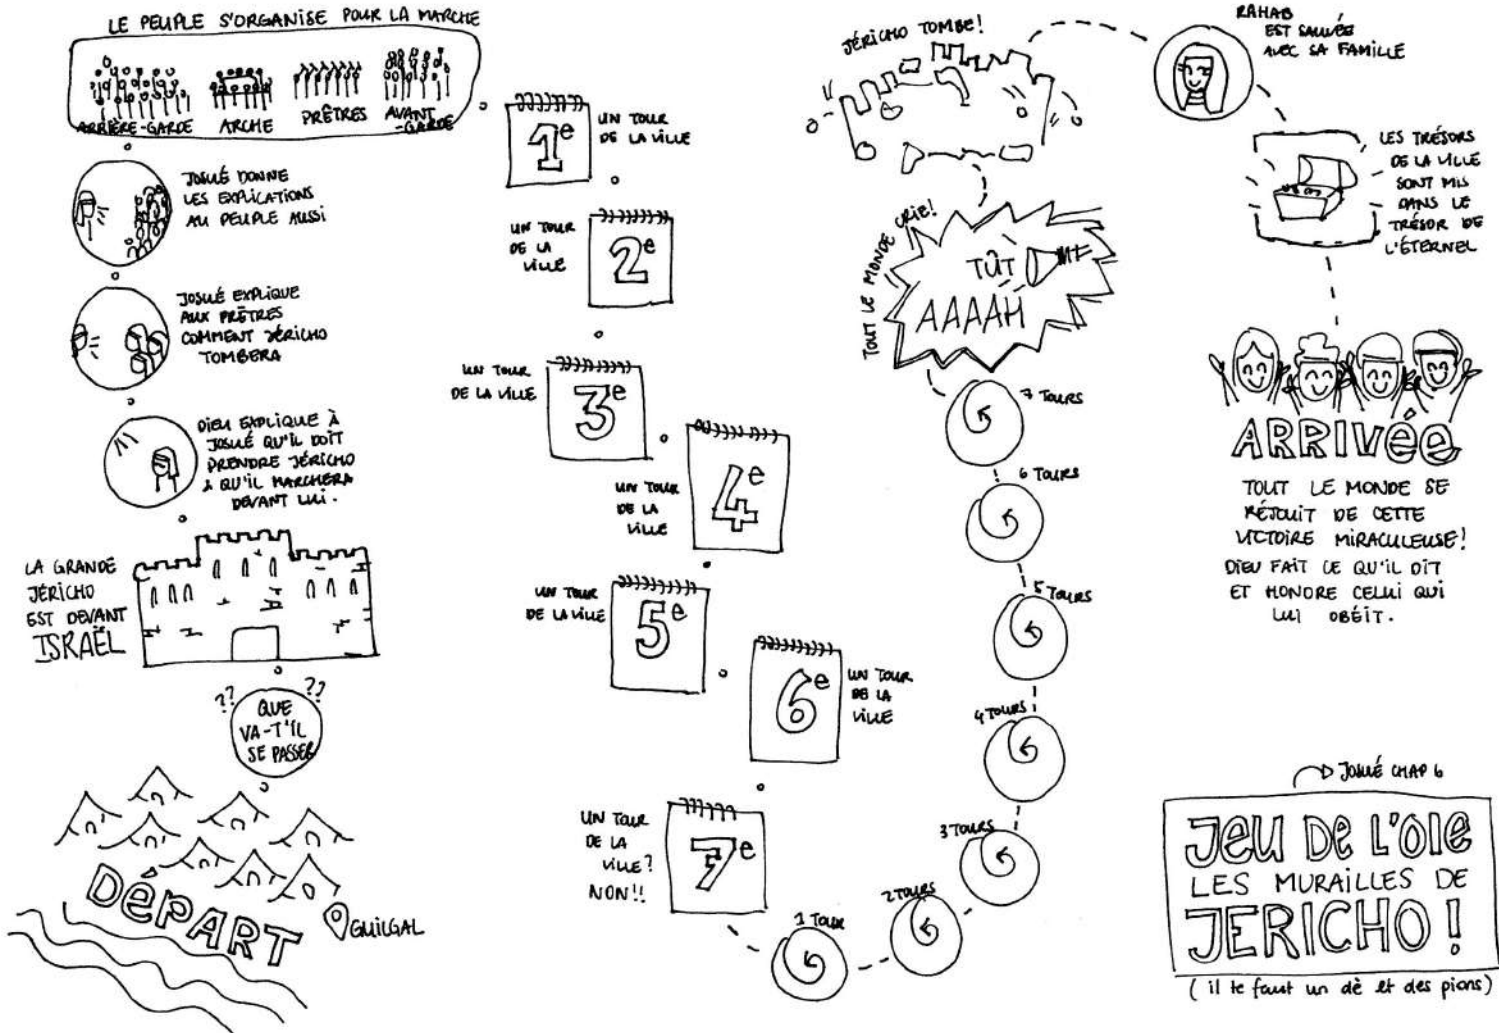 LE PEUPLE S'ORGANISE POUR LA MARCHE
ARRIÈRE-GARDE
ARCHE
PRÊTRES
AVANT
-GARDE
JOSUÉ DONNE
LES EXPLICATIONS
AU PEUPLE AUSSI
JOSUÉ EXPLIQUE
AUX PRÊTRES
COMMENT JÉRICHO
TOMBERA
DIEU EXPLIQUE À
JOSUÉ QU'IL DOIT
PRENDRE JÉRICHO
& QU'IL MARCHERA
DEVANT LUI.
LA GRANDE
JÉRICHO
EST DEVANT
ISRAËL
?? ??
QUE
VA-T'IL
SE PASSER
DÉPART
GUILGAL
1e
UN TOUR
DE LA VILLE
UN TOUR
DE LA
VILLE
2e
UN TOUR
DE LA VILLE
3e
UN TOUR
DE LA
VILLE
4e
UN TOUR
DE LA VILLE
5e
6e
UN TOUR
DE LA
VILLE
UN TOUR
DE LA
VILLE?
NON!!
7e
1 TOUR
2 TOURS
3 TOURS
4 TOURS
5 TOURS
6 TOURS
7 TOURS
TOUT LE MONDE CRIE!
TÛT
AAAAH
JÉRICHO TOMBE!
RAHAB
EST SAUVÉE
AVEC SA FAMILLE
LES TRÉSORS
DE LA VILLE
SONT MIS
DANS LE
TRÉSOR DE
L'ÉTERNEL
ARRIVÉE
TOUT LE MONDE SE
RÉJOUIT DE CETTE
VICTOIRE MIRACULEUSE!
DIEU FAIT CE QU'IL DIT
ET HONORE CELUI QUI
LUI OBÉIT.
JOSUÉ CHAP 6
JEU DE L'OIE
LES MURAILLES DE
JERICHO!
(il te faut un dè et des pions)